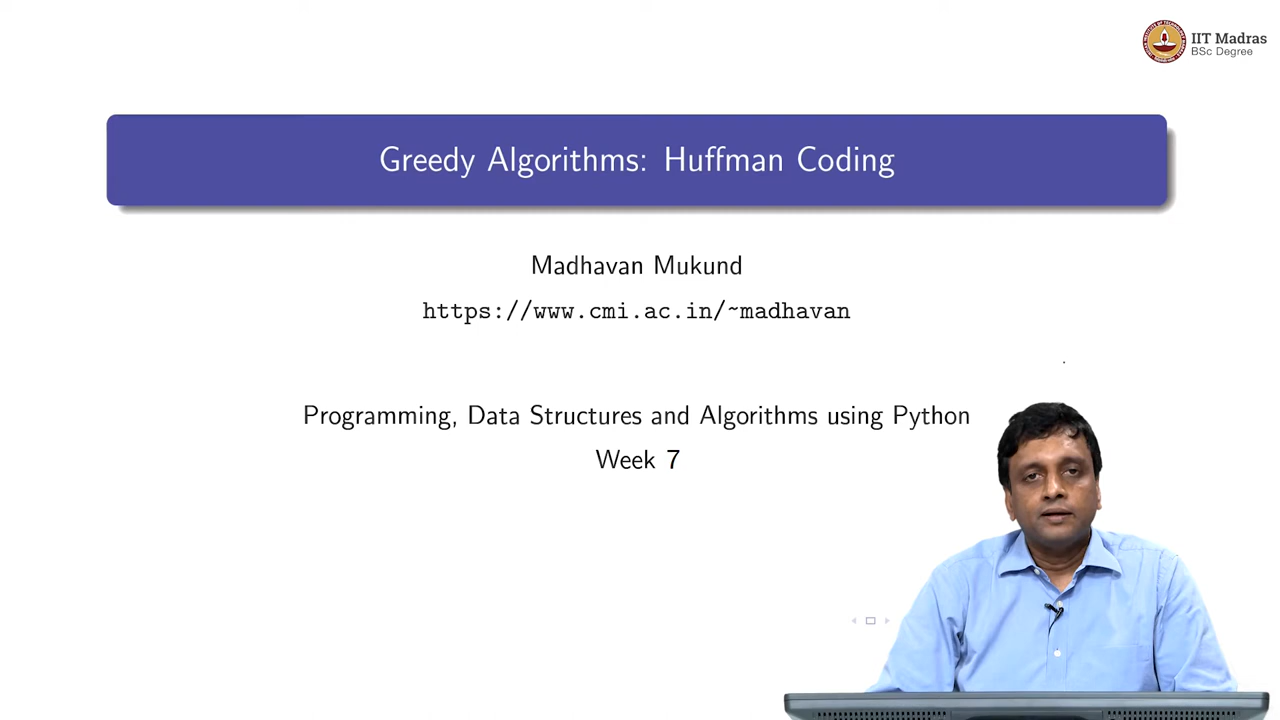 IIT Madras
BSc Degree
Greedy Algorithms: Huffman Coding
Madhavan Mukund
https://www.cmi.ac.in/~madhavan
Programming, Data Structures and Algorithms using Python
Week 7